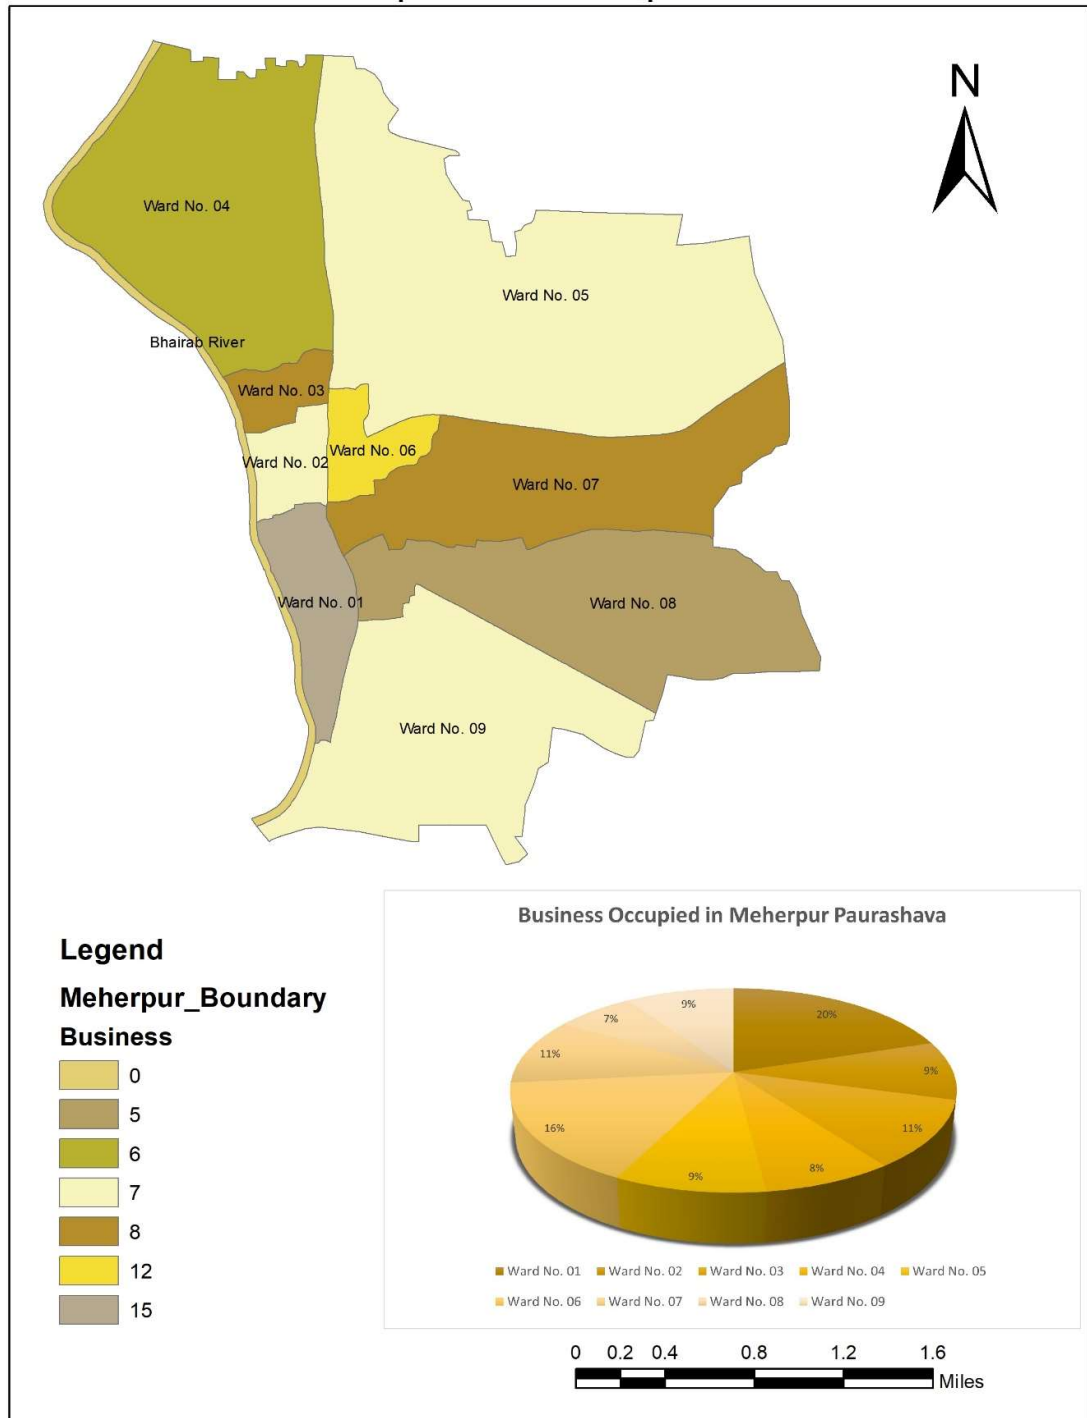 N
Ward No. 04
Ward No. 05
Bhairab River
Ward No. 03
Ward No. 06
Ward No. 02
Ward No. 07
Ward No. 01
Ward No. 08
Ward No. 09
Legend
Meherpur_Boundary
Business
0
5
6
7
8
12
15
Business Occupied in Meherpur Paurashava
9%
20%
7%
11%
9%
16%
11%
9%
8%
Ward No. 01 Ward No. 02 Ward No. 03 Ward No. 04 Ward No. 05
Ward No. 06 Ward No. 07 Ward No. 08 Ward No. 09
0 0.2 0.4 0.8 1.2 1.6
Miles